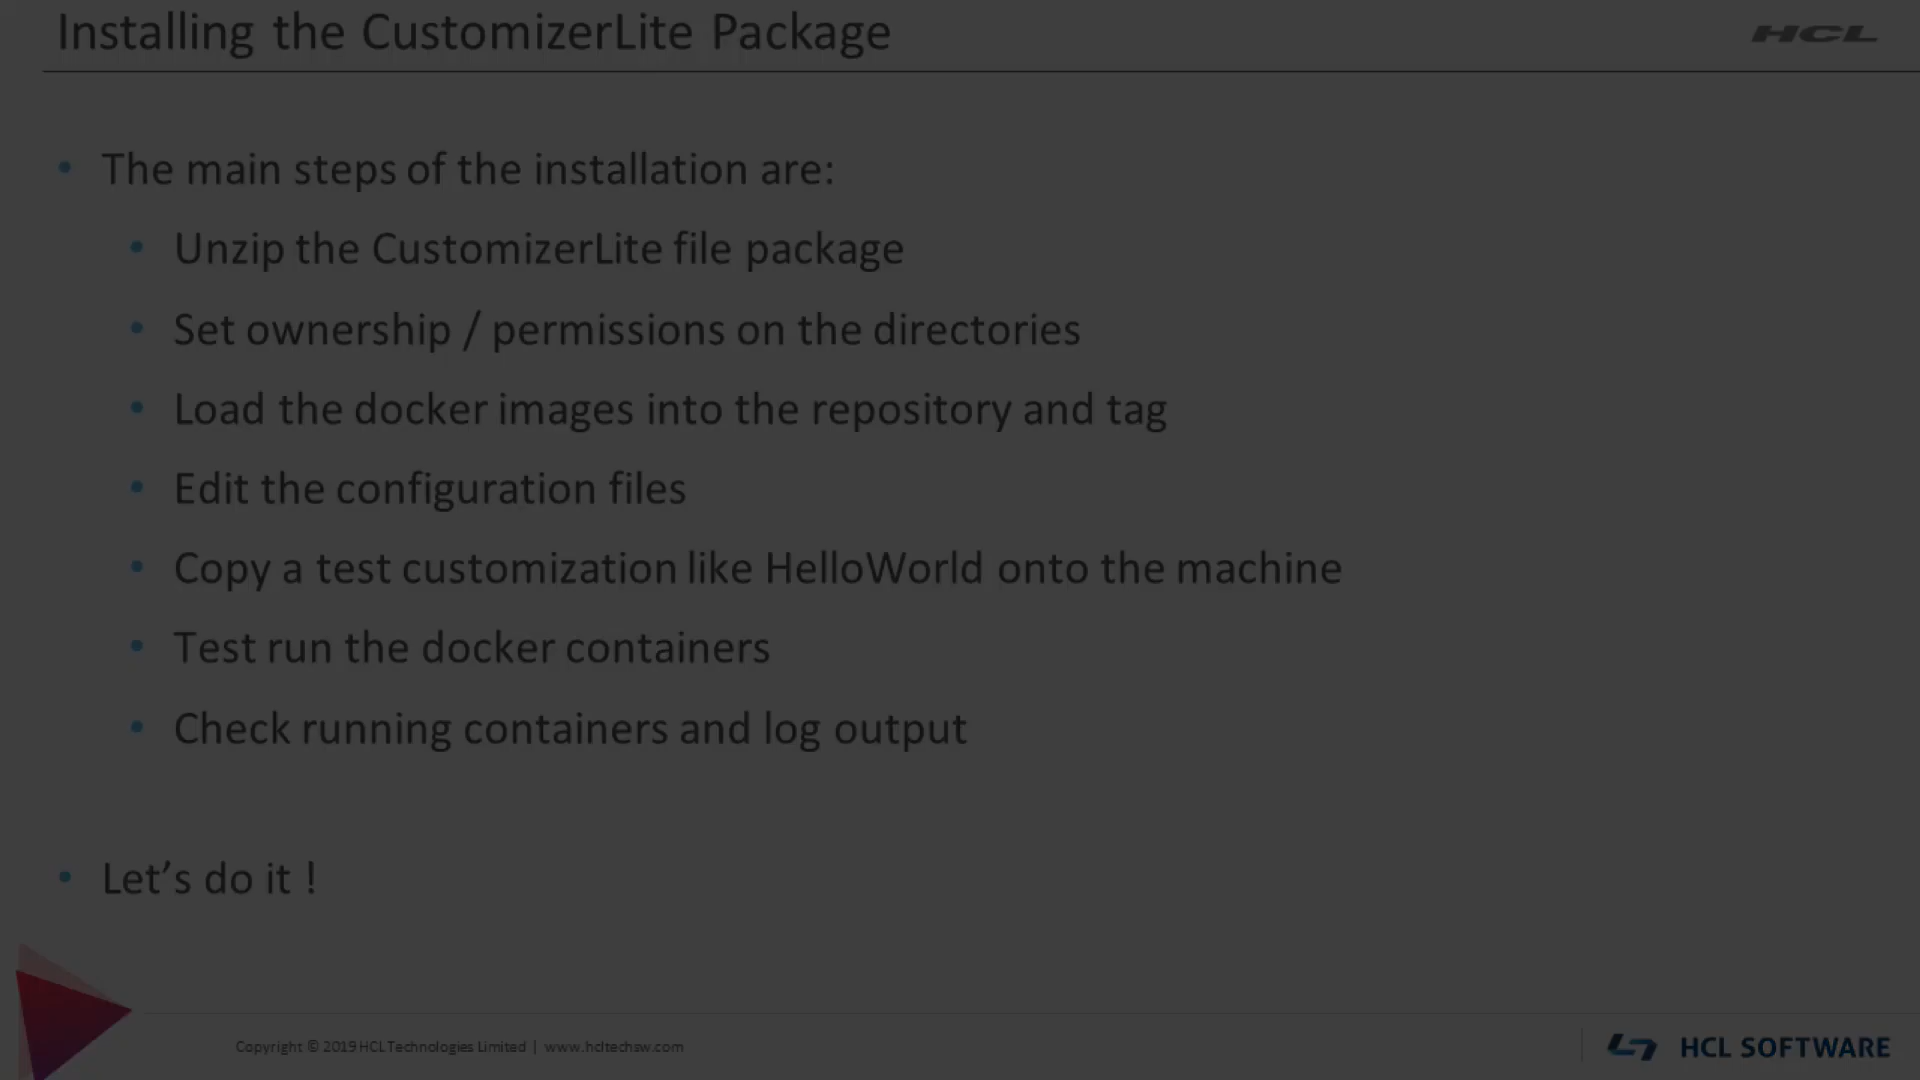 Installing the CustomizerLite Package
HCL
• The main steps of the installation are:
• Unzip the CustomizerLite file package
• Set ownership / permissions on the directories
• Load the docker images into the repository and tag
• Edit the configuration files
• Copy a test customization like HelloWorld onto the machine
• Test run the docker containers
• Check running containers and log output
• Let’s do it !
Copyright © 2019 HCL Technologies Limited | www.hcltechsw.com
HCL SOFTWARE